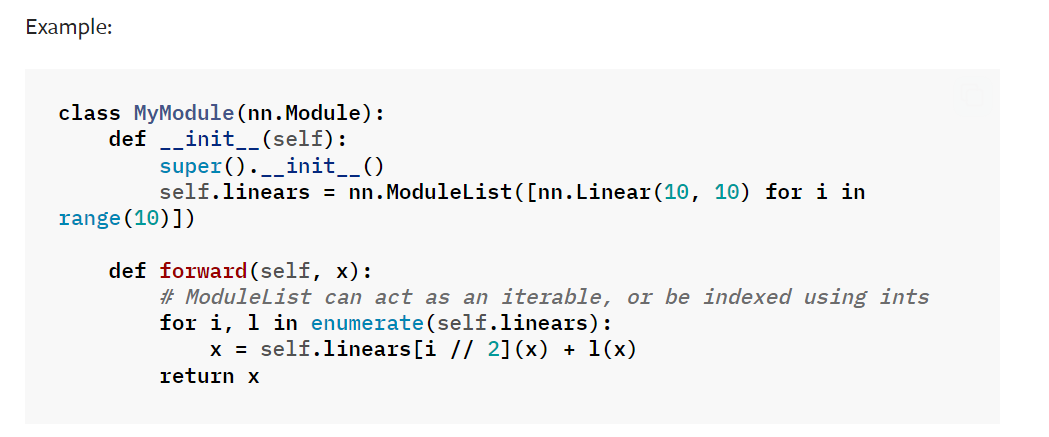 Example:
class MyModule(nn.Module):
    def __init__(self):
        super().__init__()
        self.linears = nn.ModuleList([nn.Linear(10, 10) for i in
range(10)])
    def forward(self, x):
        # ModuleList can act as an iterable, or be indexed using ints
        for i, l in enumerate(self.linears):
            x = self.linears[i // 2](x) + l(x)
        return x